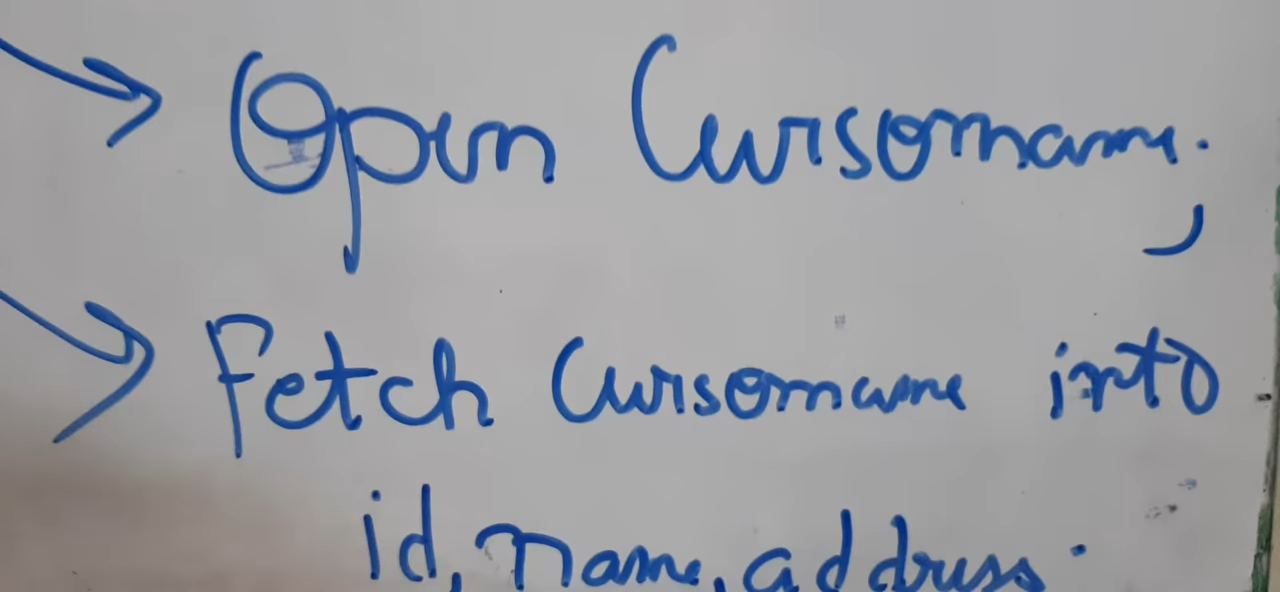 → Open Cursorname;
→ Fetch Cursorname into
id, name, address;